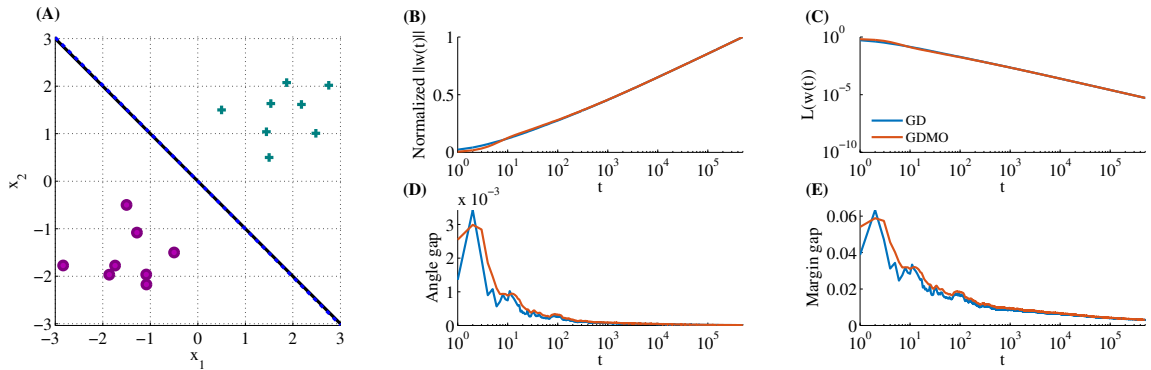 (A)
3
2
1
0
−1
−2
−3
−3 −2 −1 0 1 2 3
x1
x2
(B)
1
0.5
0
10^0 10^1 10^2 10^3 10^4 10^5
t
Normalized ||w(t)||
(C)
10^0
10^−5
10^−10
GD
GDMO
10^0 10^1 10^2 10^3 10^4 10^5
t
L(w(t))
(D)
x 10^−3
3
2
1
0
10^0 10^1 10^2 10^3 10^4 10^5
t
Angle gap
(E)
0.06
0.04
0.02
0
10^0 10^1 10^2 10^3 10^4 10^5
t
Margin gap